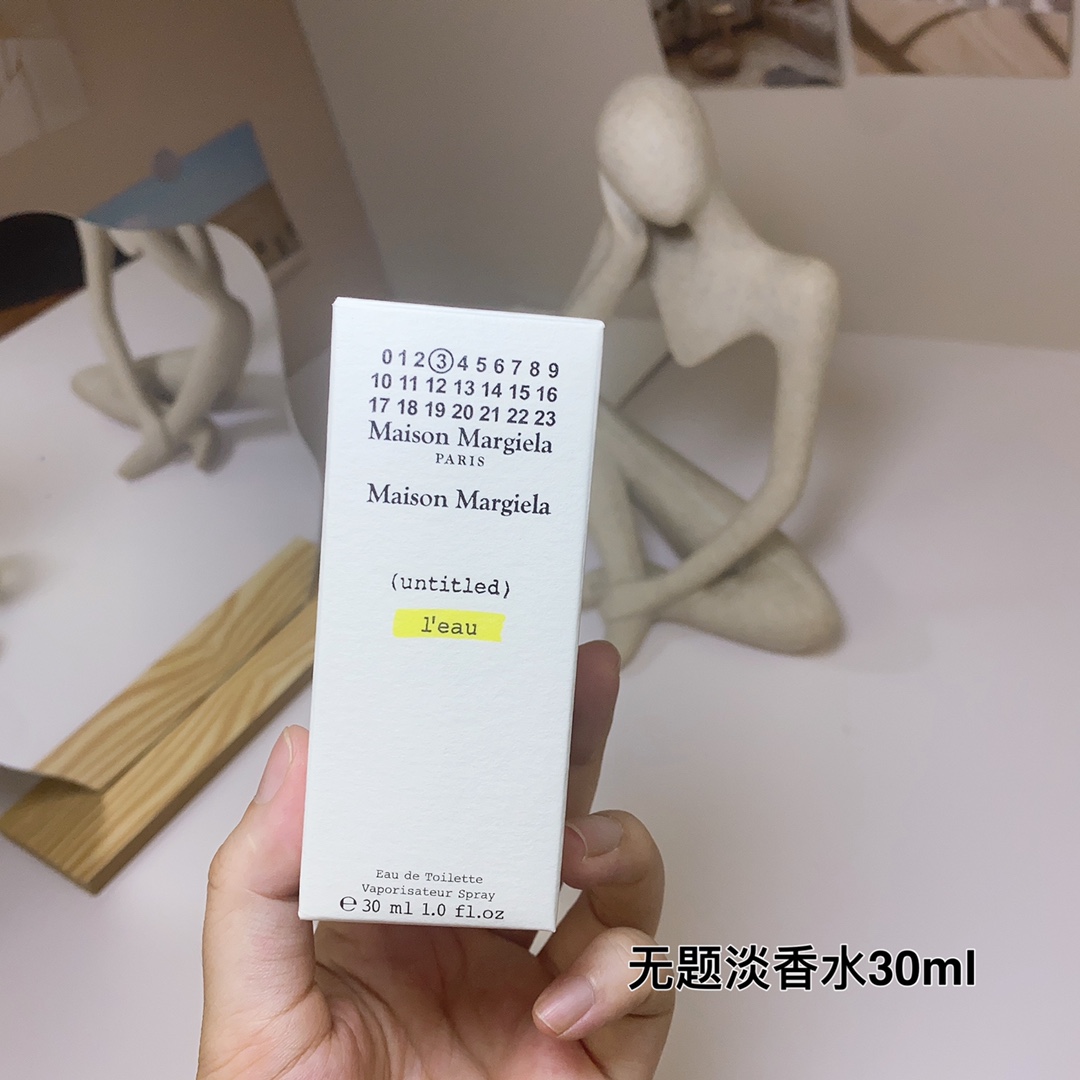 0 1 2 3 4 5 6 7 8 9
10 11 12 13 14 15 16
17 18 19 20 21 22 23
Maison Margiela
PARIS
Maison Margiela
(untitled)
l'eau
Eau de Toilette
Vaporisateur Spray
℮ 30 ml 1.0 fl.oz
无题淡香水30ml